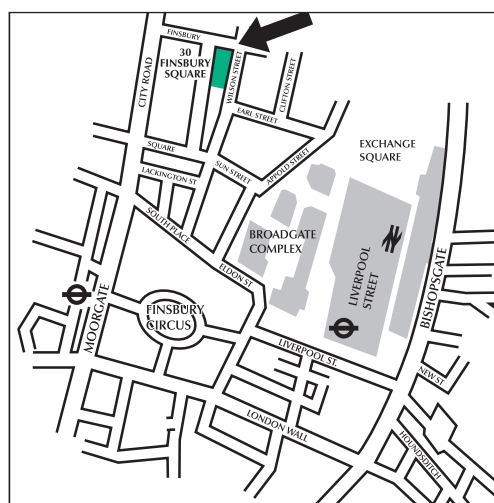 FINSBURY
30
FINSBURY
SQUARE
CITY ROAD
WILSON STREET
CLIFTON STREET
EARL STREET
SQUARE
SUN STREET
APPOLD STREET
LACKINGTON ST
EXCHANGE
SQUARE
SOUTH PLACE
BROADGATE
COMPLEX
ELDON ST.
LIVERPOOL
STREET
BISHOPSGATE
MOORGATE
FINSBURY
CIRCUS
LIVERPOOL ST.
NEW ST.
LONDON WALL
HOUNDSDITCH